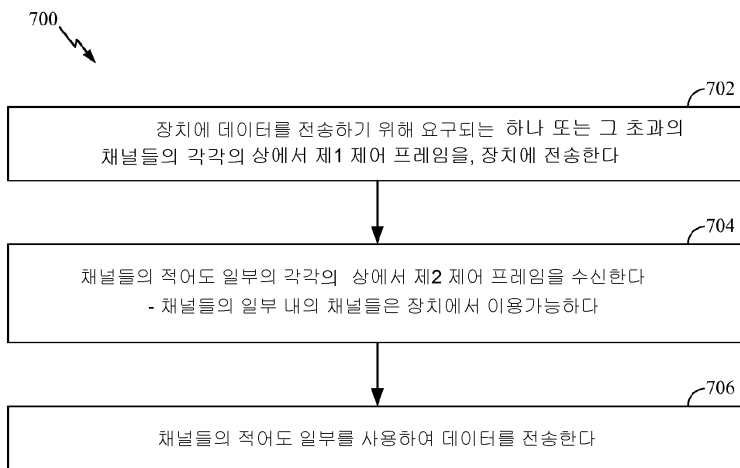 700
702
장치에 데이터를 전송하기 위해 요구되는 하나 또는 그 초과의
채널들의 각각의 상에서 제1 제어 프레임을, 장치에 전송한다
704
채널들의 적어도 일부의 각각의 상에서 제2 제어 프레임을 수신한다
- 채널들의 일부 내의 채널들은 장치에서 이용가능하다
706
채널들의 적어도 일부를 사용하여 데이터를 전송한다